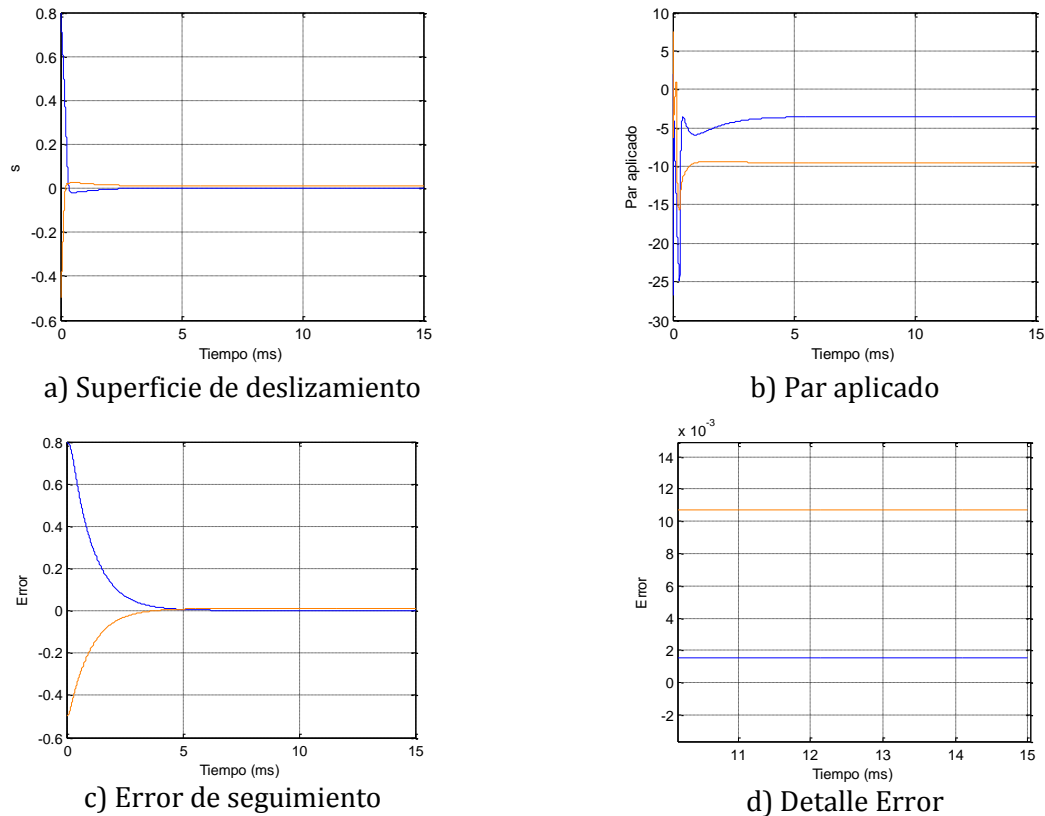 0.8
0.6
0.4
0.2
0
-0.2
-0.4
-0.6
s
0 5 10 15
Tiempo (ms)
a) Superficie de deslizamiento
10
5
0
-5
-10
-15
-20
-25
-30
Par aplicado
0 5 10 15
Tiempo (ms)
b) Par aplicado
0.8
0.6
0.4
0.2
0
-0.2
-0.4
-0.6
Error
0 5 10 15
Tiempo (ms)
c) Error de seguimiento
x 10⁻³
14
12
10
8
6
4
2
0
-2
Error
11 12 13 14 15
Tiempo (ms)
d) Detalle Error